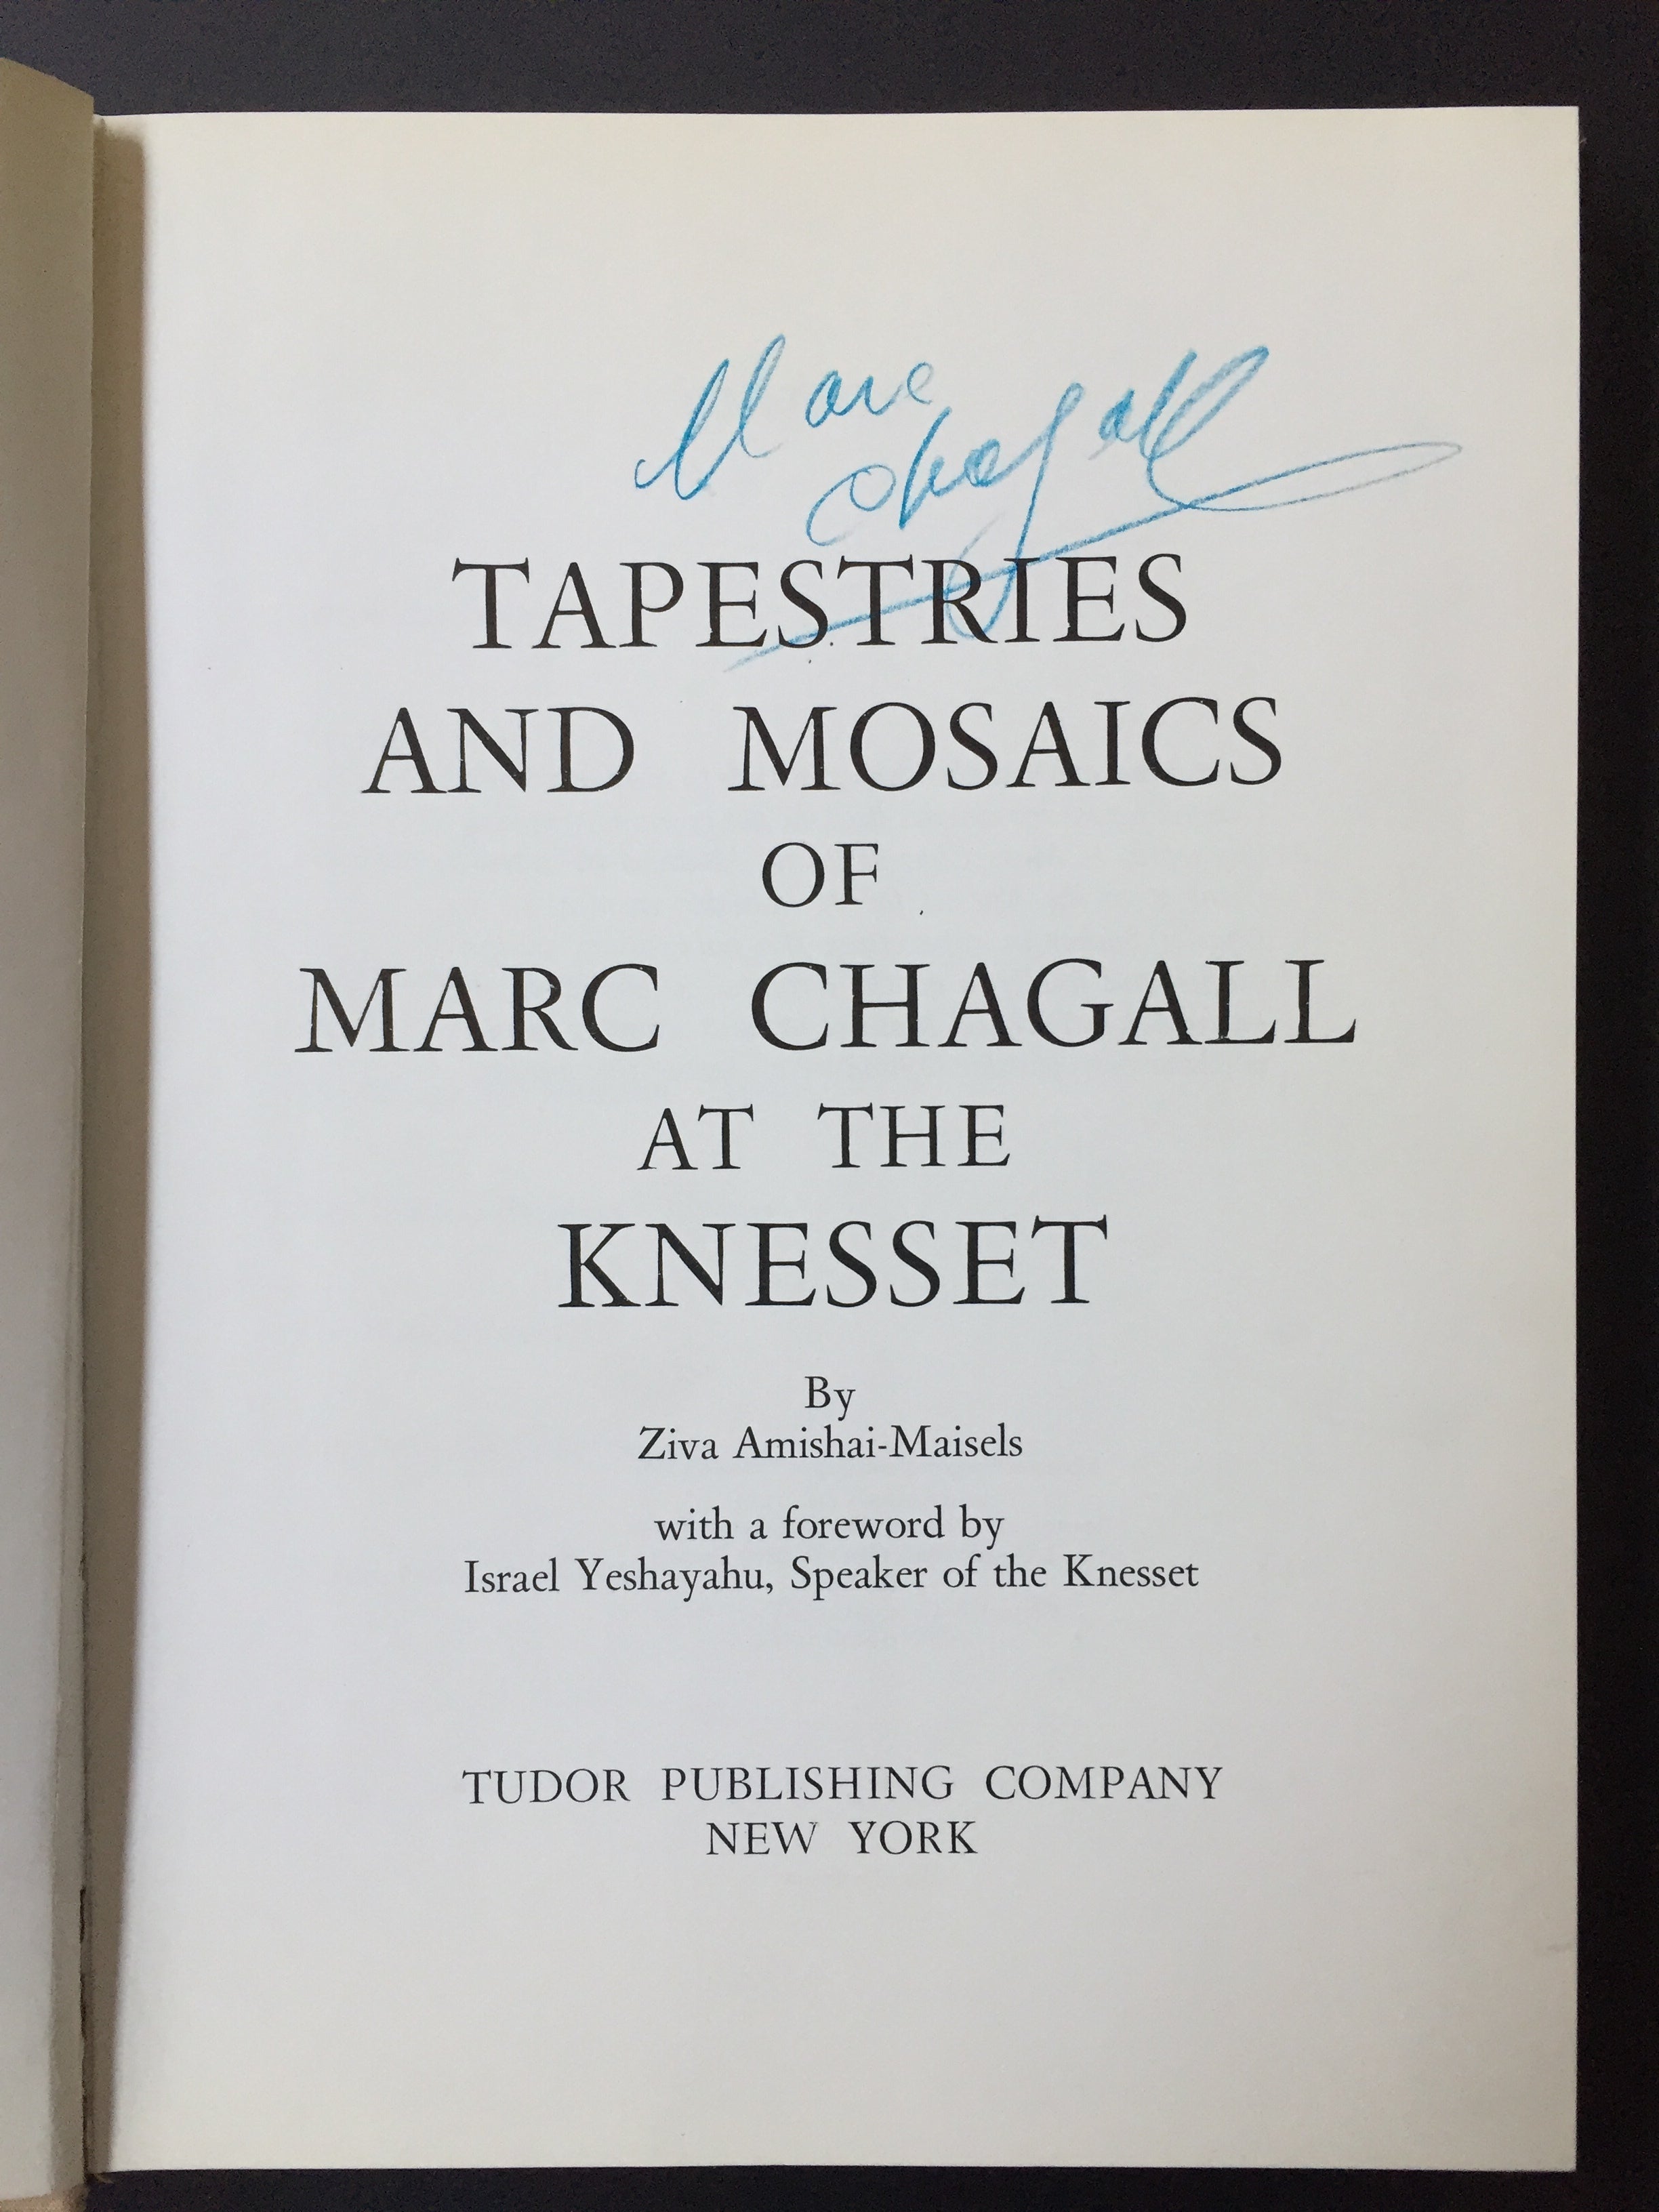 Marc
Chagall
TAPESTRIES
AND MOSAICS
OF
MARC CHAGALL
AT THE
KNESSET
By
Ziva Amishai-Maisels
with a foreword by
Israel Yeshayahu, Speaker of the Knesset
TUDOR PUBLISHING COMPANY
NEW YORK